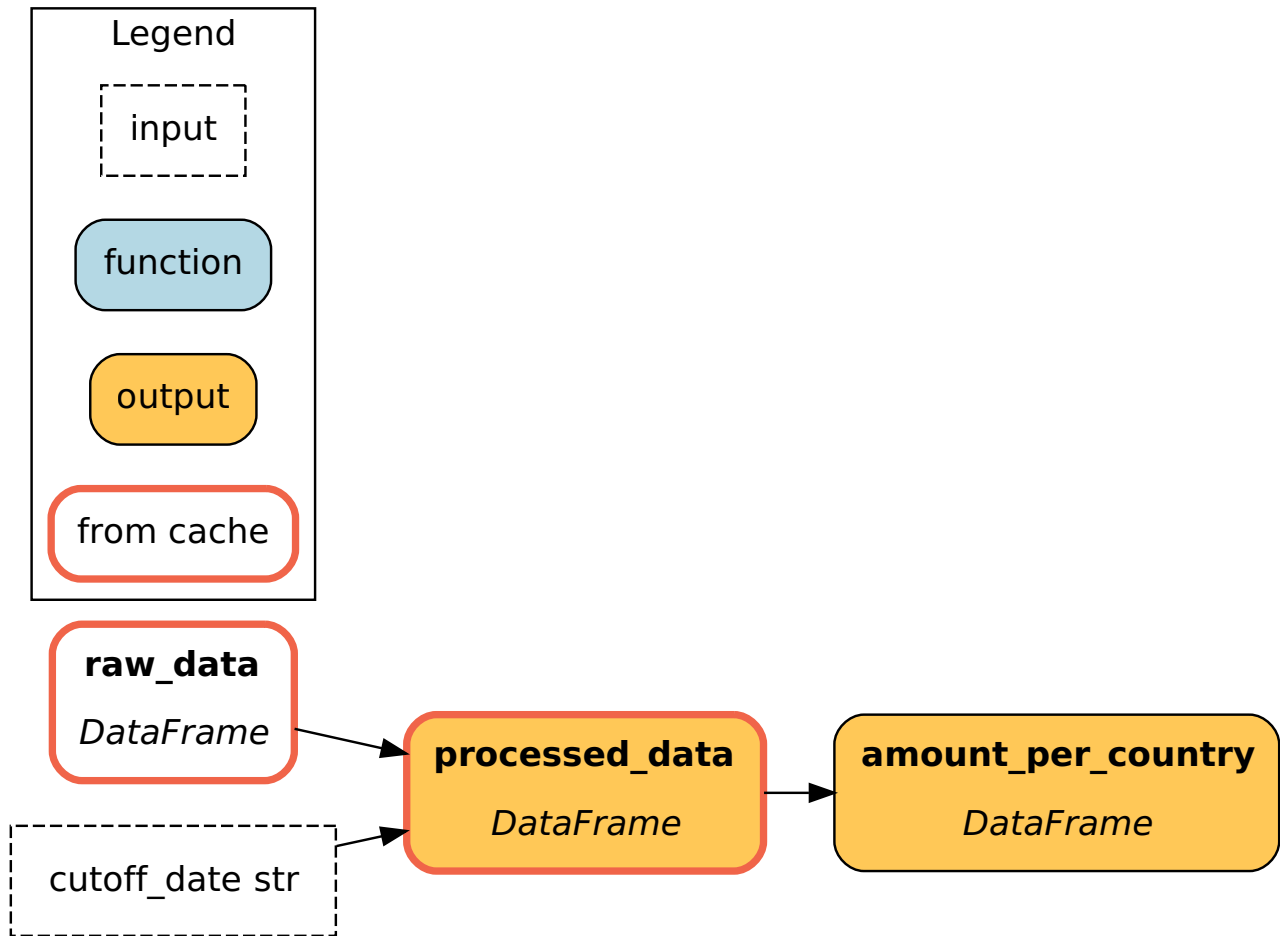 Legend
input
function
output
from cache
raw_data
DataFrame
cutoff_date str
processed_data
DataFrame
amount_per_country
DataFrame